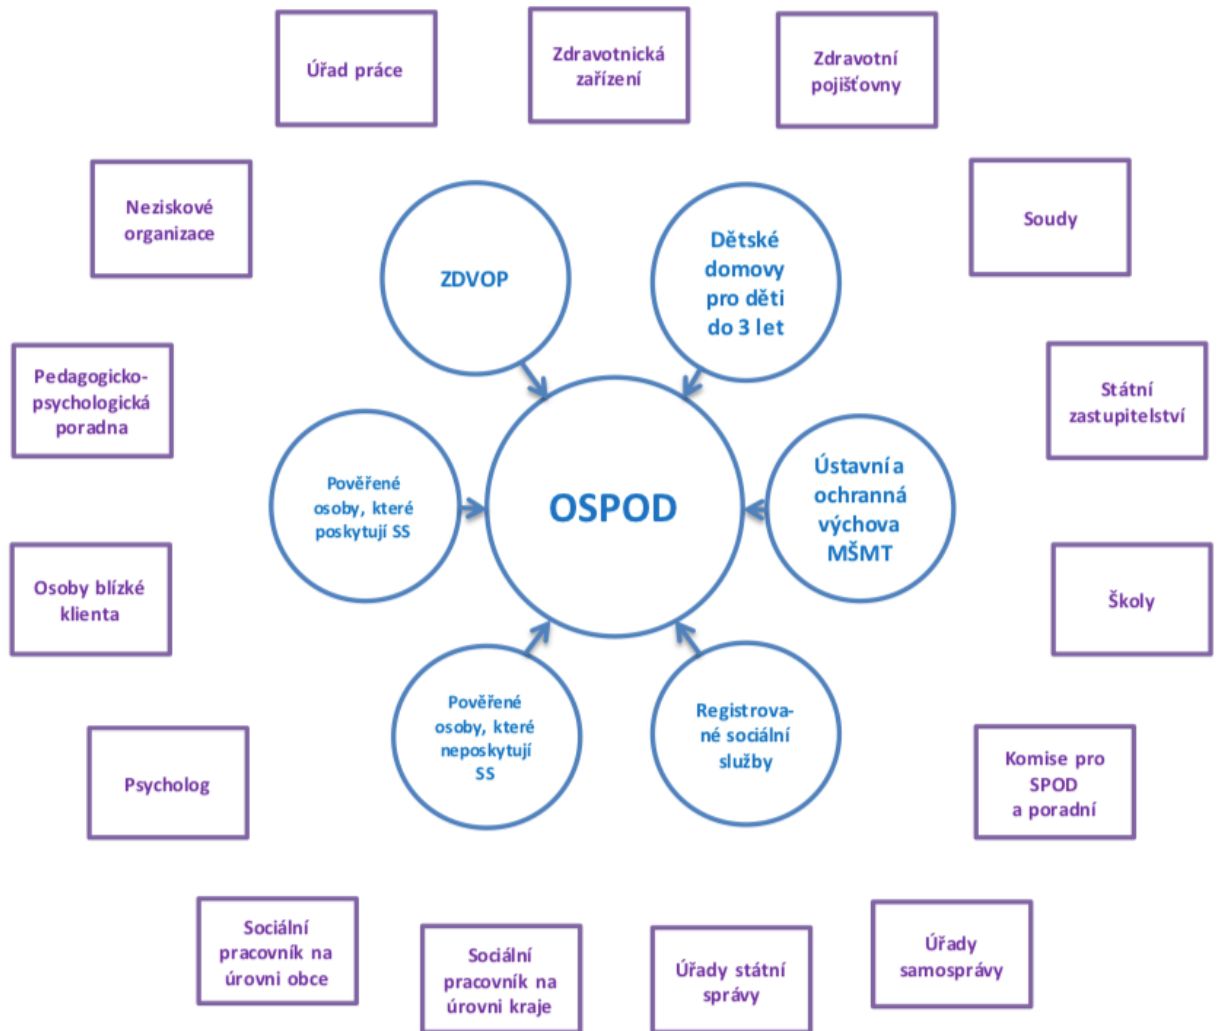 Úřad práce
Zdravotnická
zařízení
Zdravotní
pojišťovny
Neziskové
organizace
Soudy
ZDVOP
Dětské
domovy
pro děti
do 3 let
Pedagogicko-
psychologická
poradna
Státní
zastupitelství
Pověřené
osoby, které
poskytují SS
OSPOD
Ústavní a
ochranná
výchova
MŠMT
Osoby blízké
klienta
Školy
Pověřené
osoby, které
neposkytují
SS
Registrova-
né sociální
služby
Psycholog
Komise pro
SPOD
a poradní
Sociální
pracovník na
úrovni obce
Sociální
pracovník na
úrovni kraje
Úřady státní
správy
Úřady
samosprávy